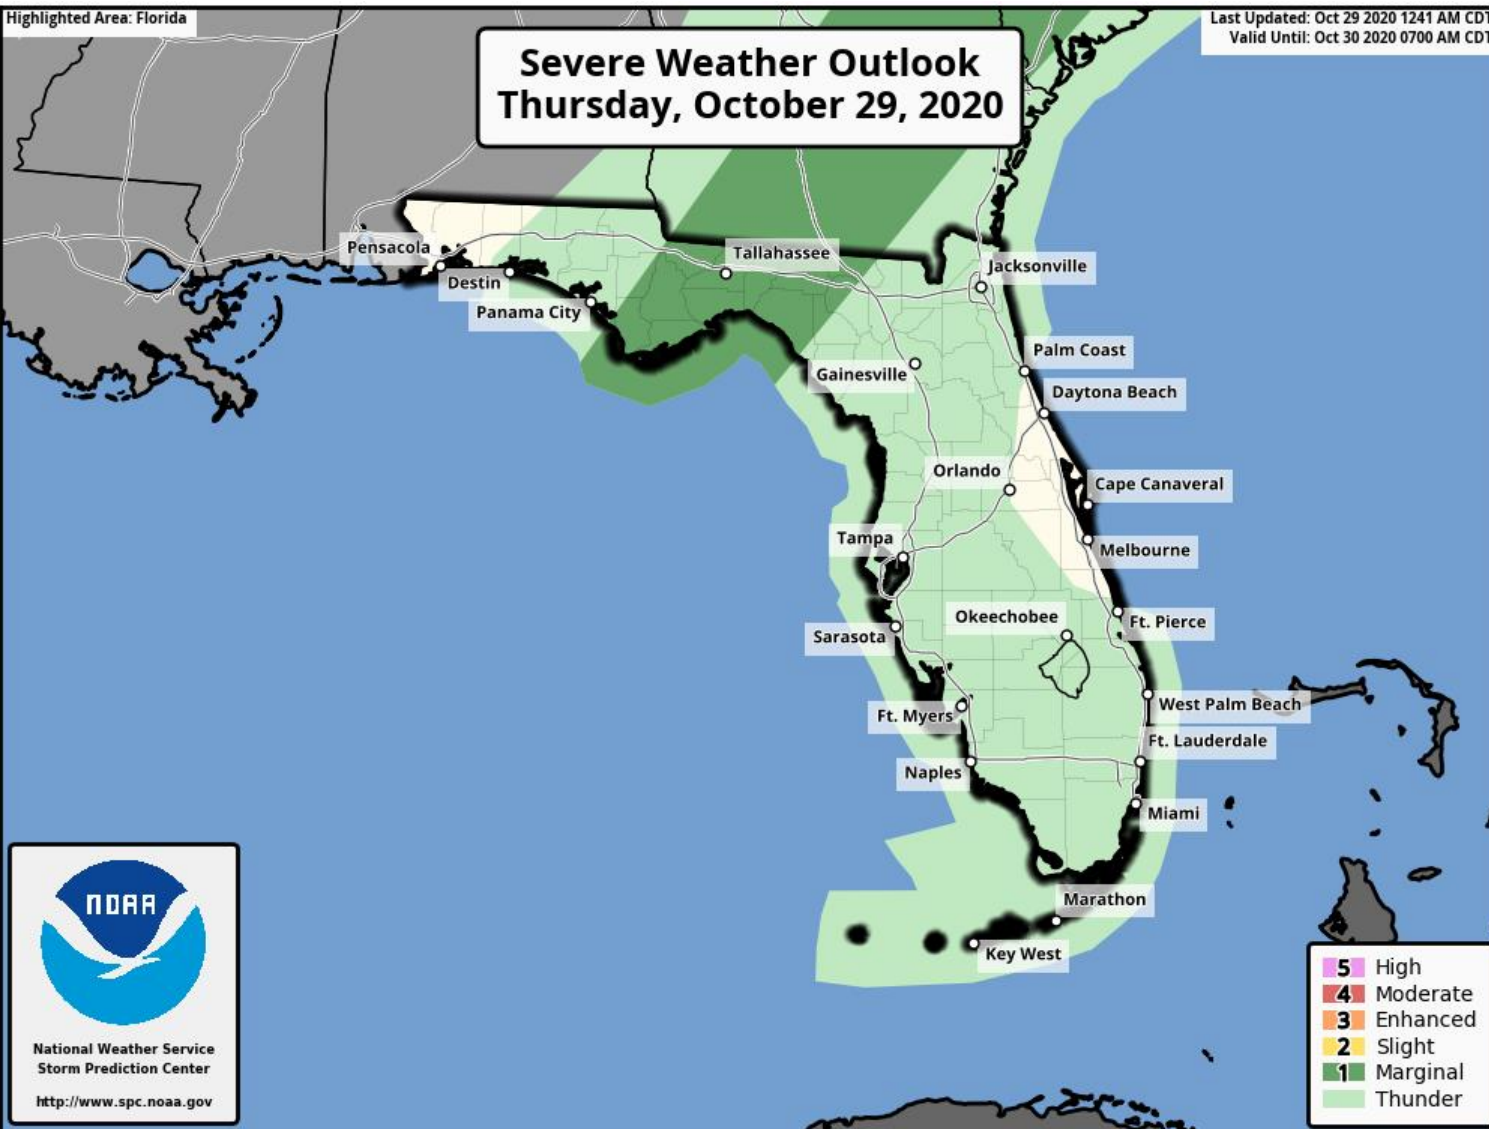 Highlighted Area: Florida
Last Updated: Oct 29 2020 1241 AM CDT
Valid Until: Oct 30 2020 0700 AM CDT
Severe Weather Outlook
Thursday, October 29, 2020
Pensacola
Tallahassee
Jacksonville
Destin
Panama City
Palm Coast
Gainesville
Daytona Beach
Orlando
Cape Canaveral
Tampa
Melbourne
Okeechobee
Ft. Pierce
Sarasota
West Palm Beach
Ft. Myers
Ft. Lauderdale
Naples
Miami
Marathon
Key West
NOAA
National Weather Service
Storm Prediction Center
http://www.spc.noaa.gov
5 High
4 Moderate
3 Enhanced
2 Slight
1 Marginal
Thunder